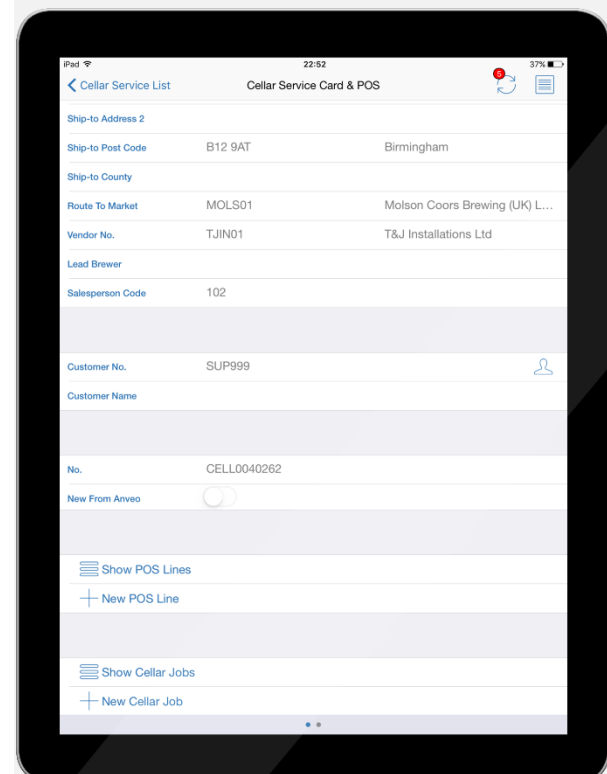 iPad 22:52 37%
Cellar Service List Cellar Service Card & POS 5
Ship-to Address 2
Ship-to Post Code B12 9AT Birmingham
Ship-to County
Route To Market MOLS01 Molson Coors Brewing (UK) L...
Vendor No. TJIN01 T&J Installations Ltd
Lead Brewer
Salesperson Code 102
Customer No. SUP999
Customer Name
No. CELL0040262
New From Anveo
Show POS Lines
New POS Line
Show Cellar Jobs
New Cellar Job